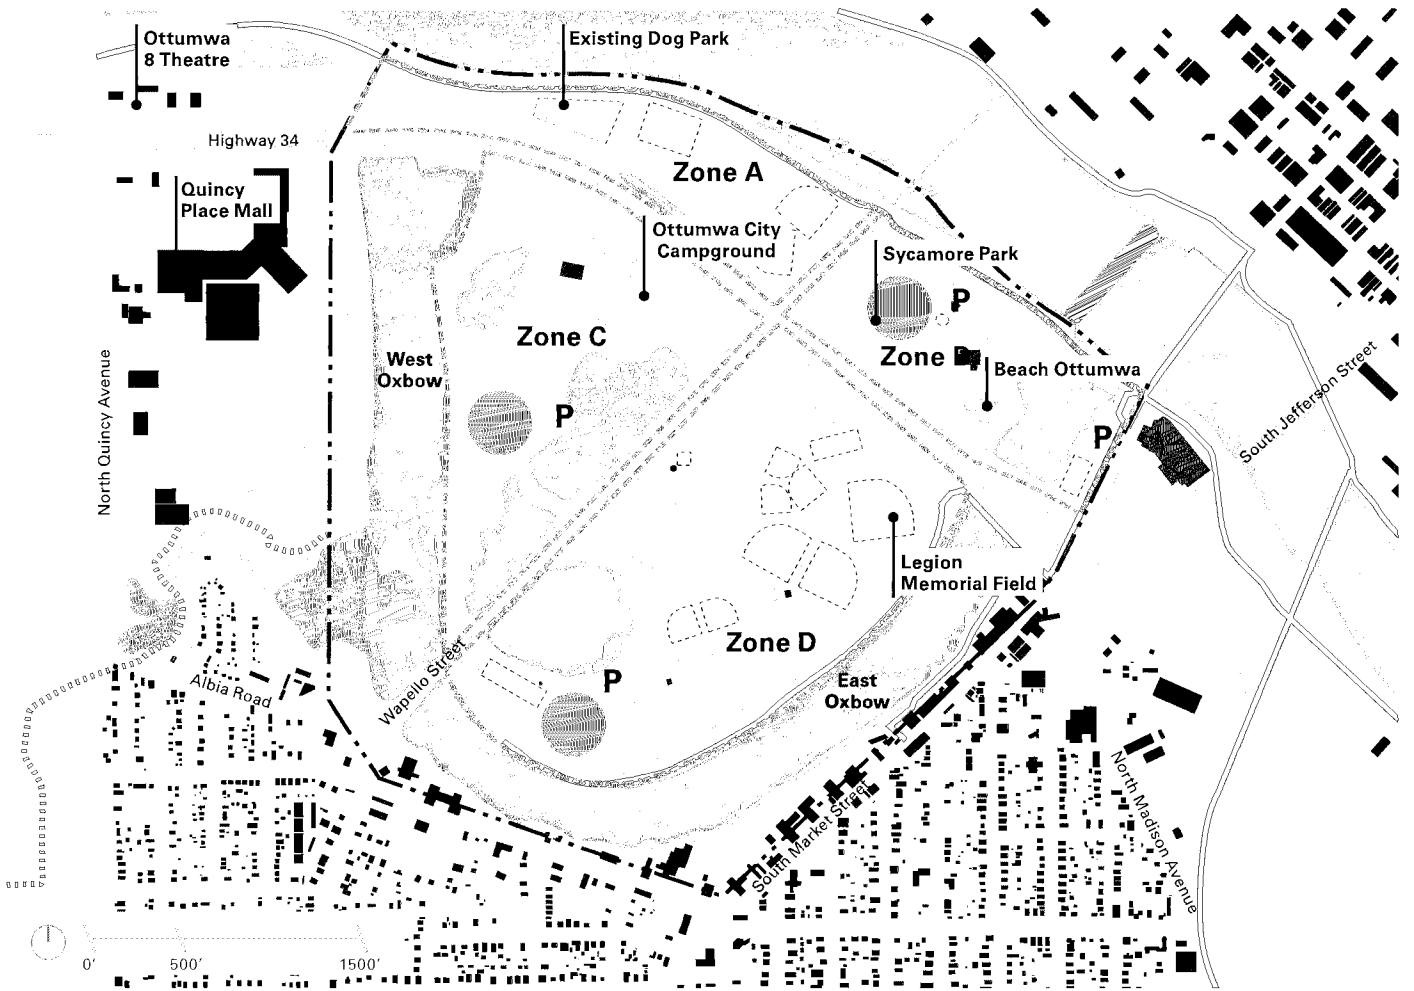 Ottumwa
8 Theatre
Existing Dog Park
Highway 34
Zone A
Quincy
Place Mall
Ottumwa City
Campground
Sycamore Park
P
Zone C
Zone
Beach Ottumwa
West
Oxbow
P
P
North Quincy Avenue
South Jefferson Street
Legion
Memorial Field
Zone D
Wapello Street
P
East
Oxbow
Albia Road
South Market Street
North Madison Avenue
0'
500'
1500'